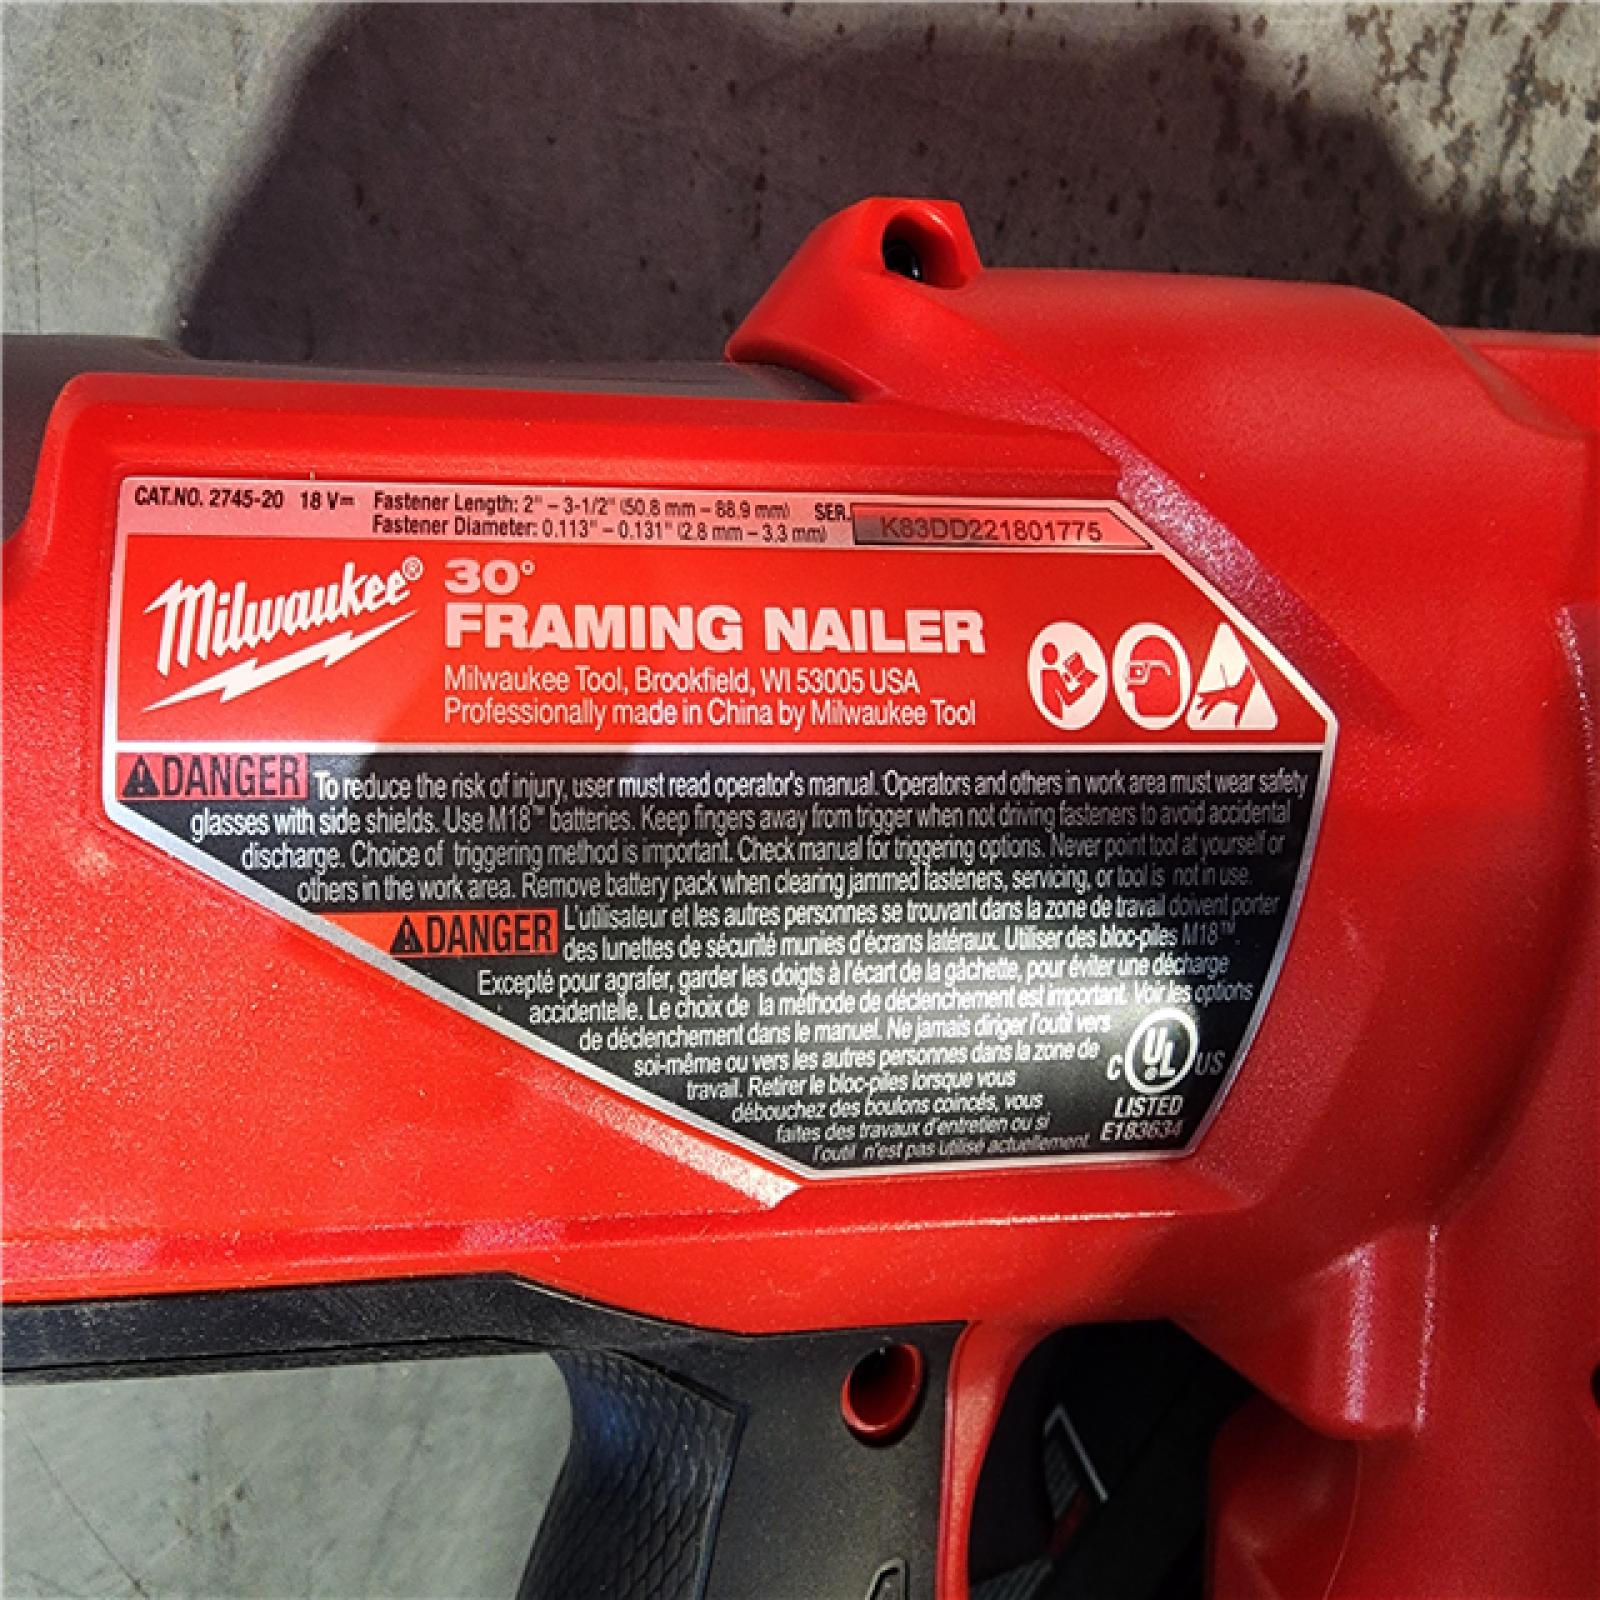 CAT.NO. 2745-20 18 V⎓ Fastener Length: 2" – 3-1/2" (50.8 mm – 88.9 mm) SER. K83DD221801775
Fastener Diameter: 0.113" – 0.131" (2.8 mm – 3.3 mm)
Milwaukee®
30°
FRAMING NAILER
Milwaukee Tool, Brookfield, WI 53005 USA
Professionally made in China by Milwaukee Tool
DANGER To reduce the risk of injury, user must read operator's manual. Operators and others in work area must wear safety
glasses with side shields. Use M18™ batteries. Keep fingers away from trigger when not driving fasteners to avoid accidental
discharge. Choice of triggering method is important. Check manual for triggering options. Never point tool at yourself or
others in the work area. Remove battery pack when clearing jammed fasteners, servicing, or tool is not in use.
DANGER L'utilisateur et les autres personnes se trouvant dans la zone de travail doivent porter
des lunettes de sécurité munies d'écrans latéraux. Utiliser des bloc-piles M18™.
Excepté pour agrafer, garder les doigts à l'écart de la gâchette, pour éviter une décharge
accidentelle. Le choix de la méthode de déclenchement est important. Voir les options
de déclenchement dans le manuel. Ne jamais diriger l'outil vers
soi-même ou vers les autres personnes dans la zone de
travail. Retirer le bloc-piles lorsque vous
débouchez des boulons coincés, vous
faites des travaux d'entretien ou si
l'outil n'est pas utilisé actuellement.
C UL US
LISTED
E183634